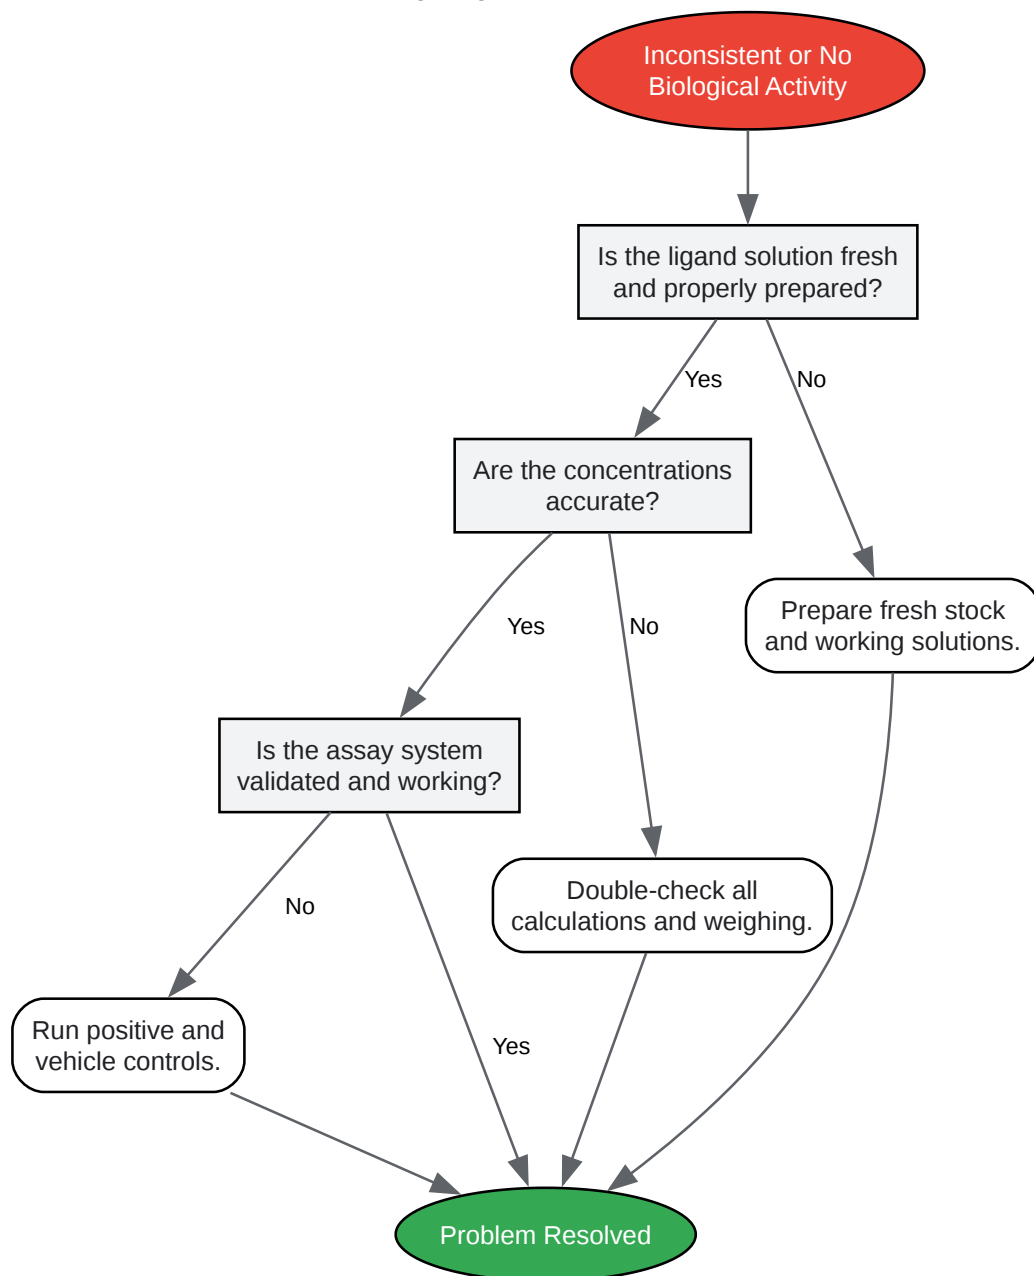 Inconsistent or No
Biological Activity
Is the ligand solution fresh
and properly prepared?
Yes
No
Are the concentrations
accurate?
Prepare fresh stock
and working solutions.
Yes
No
Is the assay system
validated and working?
Double-check all
calculations and weighing.
No
Run positive and
vehicle controls.
Yes
Problem Resolved